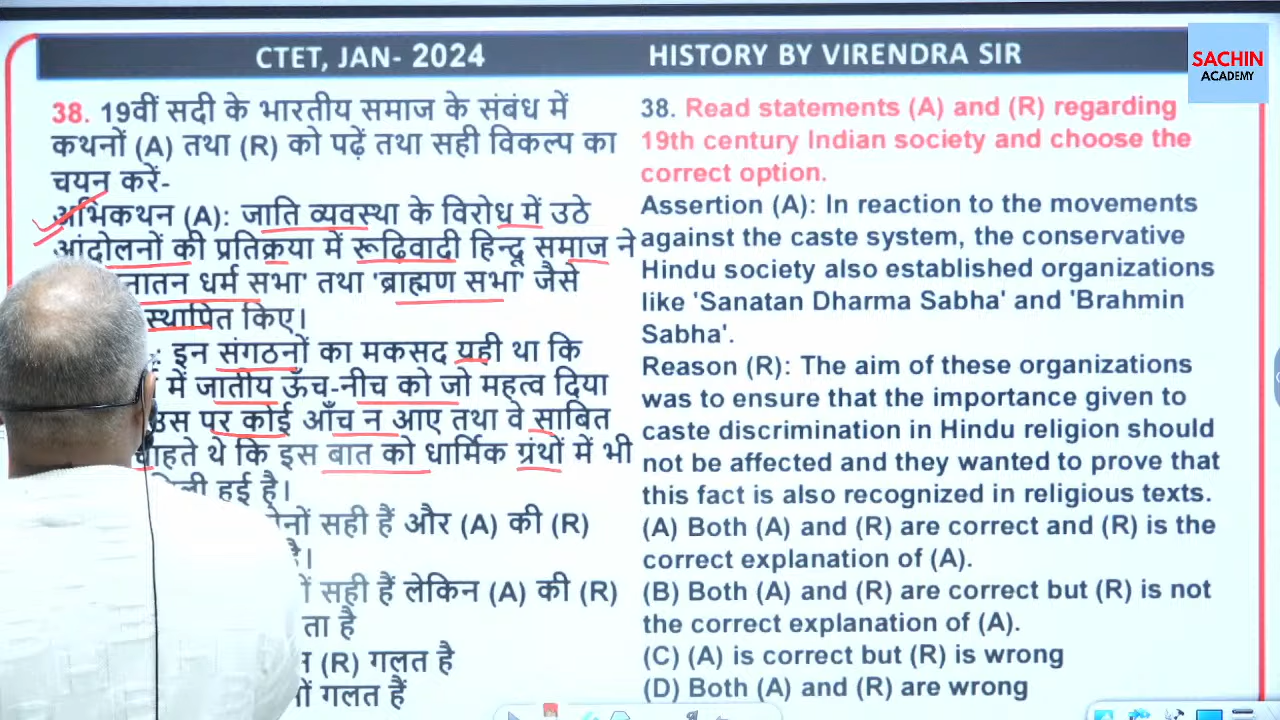 CTET, JAN- 2024
HISTORY BY VIRENDRA SIR
SACHIN
ACADEMY
38. 19वीं सदी के भारतीय समाज के संबंध में
कथनों (A) तथा (R) को पढ़ें तथा सही विकल्प का
चयन करें-
अभिकथन (A): जाति व्यवस्था के विरोध में उठे
आंदोलनों की प्रतिक्रया में रूढ़िवादी हिन्दू समाज ने
धर्म सभा' तथा 'ब्राह्मण सभा' जैसे
स्थापित किए।
: इन संगठनों का मकसद यही था कि
में जातीय ऊँच-नीच को जो महत्व दिया
उस पर कोई आँच न आए तथा वे साबित
चाहते थे कि इस बात को धार्मिक ग्रंथों में भी
हुई है।
सही हैं और (A) की (R)
है।
सही हैं लेकिन (A) की (R)
है
(R) गलत है
गलत हैं
38. Read statements (A) and (R) regarding
19th century Indian society and choose the
correct option.
Assertion (A): In reaction to the movements
against the caste system, the conservative
Hindu society also established organizations
like 'Sanatan Dharma Sabha' and 'Brahmin
Sabha'.
Reason (R): The aim of these organizations
was to ensure that the importance given to
caste discrimination in Hindu religion should
not be affected and they wanted to prove that
this fact is also recognized in religious texts.
(A) Both (A) and (R) are correct and (R) is the
correct explanation of (A).
(B) Both (A) and (R) are correct but (R) is not
the correct explanation of (A).
(C) (A) is correct but (R) is wrong
(D) Both (A) and (R) are wrong